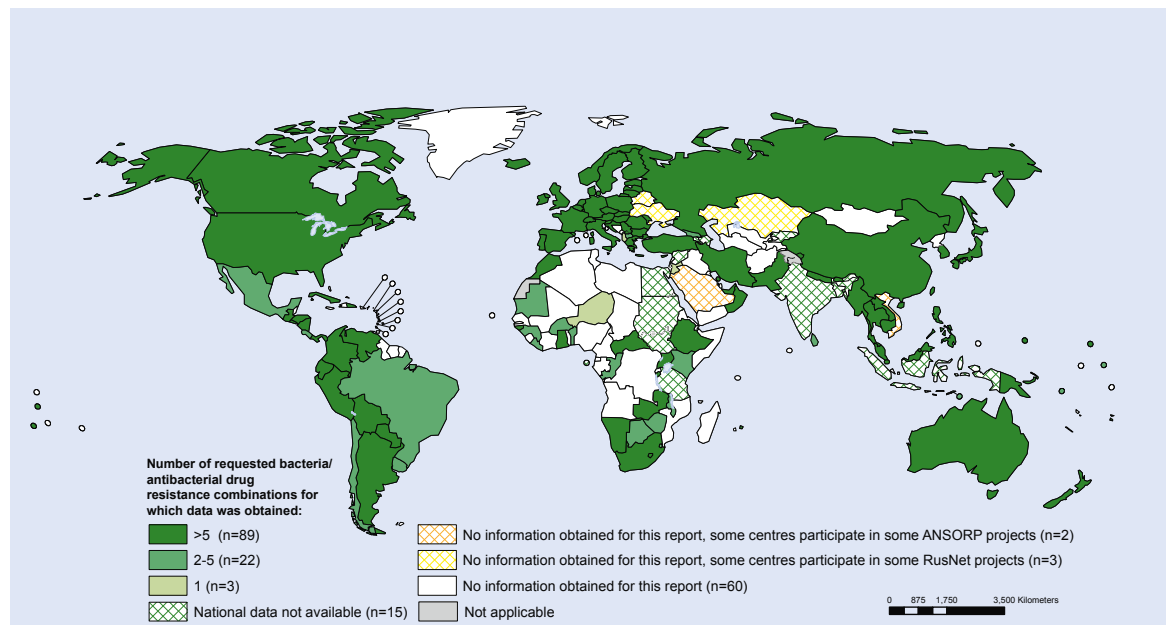 Number of requested bacteria/
antibacterial drug
resistance combinations for
which data was obtained:
>5 (n=89)
2-5 (n=22)
1 (n=3)
National data not available (n=15)
No information obtained for this report, some centres participate in some ANSORP projects (n=2)
No information obtained for this report, some centres participate in some RusNet projects (n=3)
No information obtained for this report (n=60)
Not applicable
0 875 1,750 3,500 Kilometers